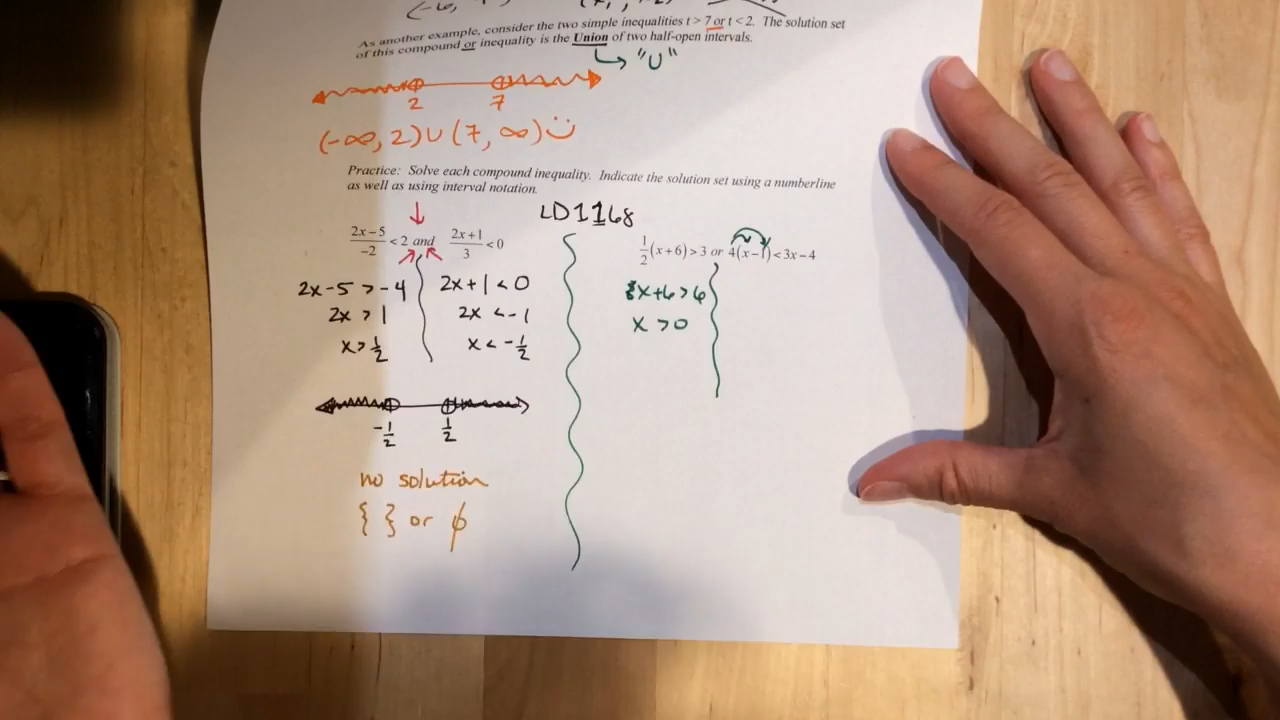 As another example, consider the two simple inequalities t > 7 or t < 2. The solution set
of this compound or inequality is the Union of two half-open intervals.
"U"
2 7
(-∞, 2) ∪ (7, ∞)
Practice: Solve each compound inequality. Indicate the solution set using a numberline
as well as using interval notation.
LD1168
(2x-5)/-2 < 2 and (2x+1)/3 < 0
1/2(x+6) > 3 or 4(x-1) < 3x-4
2x-5 > -4
2x > 1
x > 1/2
2x+1 < 0
2x < -1
x < -1/2
-1/2 1/2
no solution
{ } or ϕ
x+6 > 6
x > 0